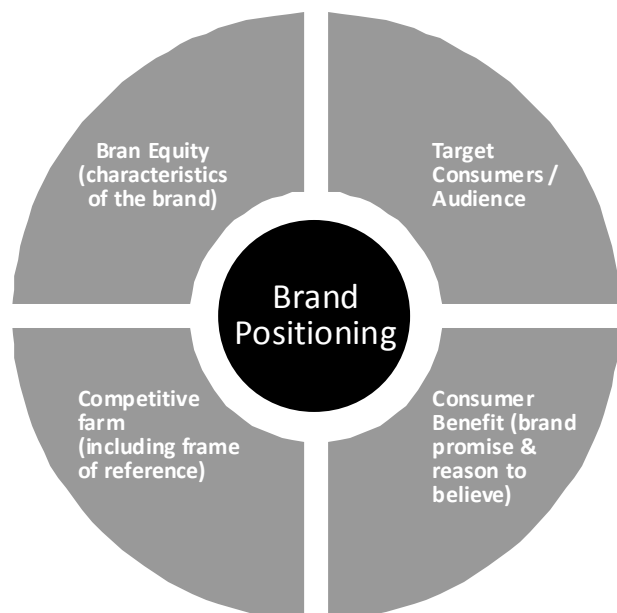 Bran Equity
(characteristics
of the brand)
Target
Consumers /
Audience
Brand
Positioning
Competitive
farm
(including frame
of reference)
Consumer
Benefit (brand
promise &
reason to
believe)